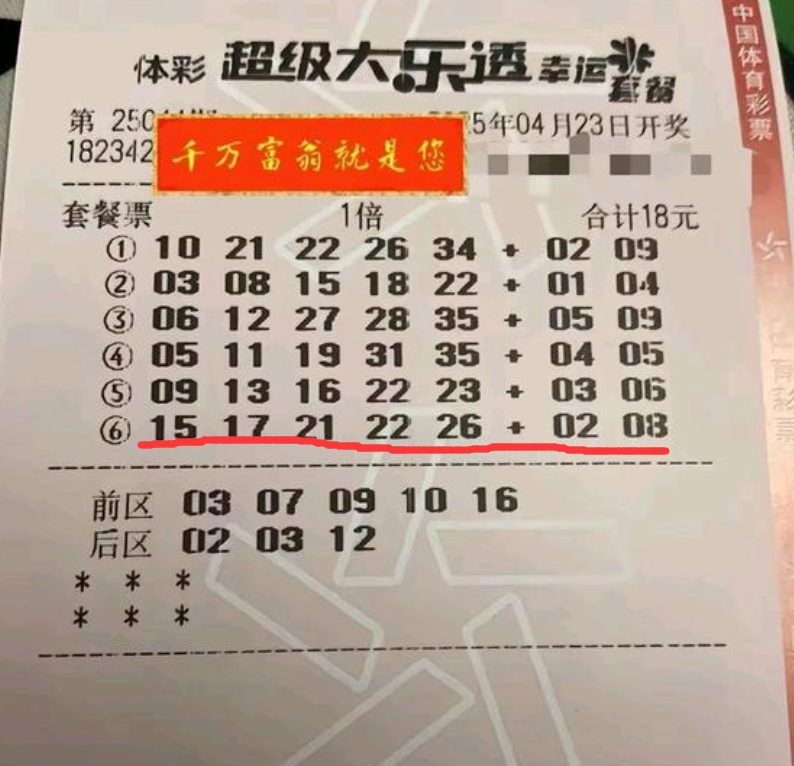 体彩 超级大乐透 幸运套餐
第 250 25年04月23日开奖
182342
千万富翁就是您
套餐票 1倍 合计18元
① 10 21 22 26 34 + 02 09
② 03 08 15 18 22 + 01 04
③ 06 12 27 28 35 + 05 09
④ 05 11 19 31 35 + 04 05
⑤ 09 13 16 22 23 + 03 06
⑥ 15 17 21 22 26 + 02 08
前区 03 07 09 10 16
后区 02 03 12
* * *
* * *
中国体育彩票
育彩票